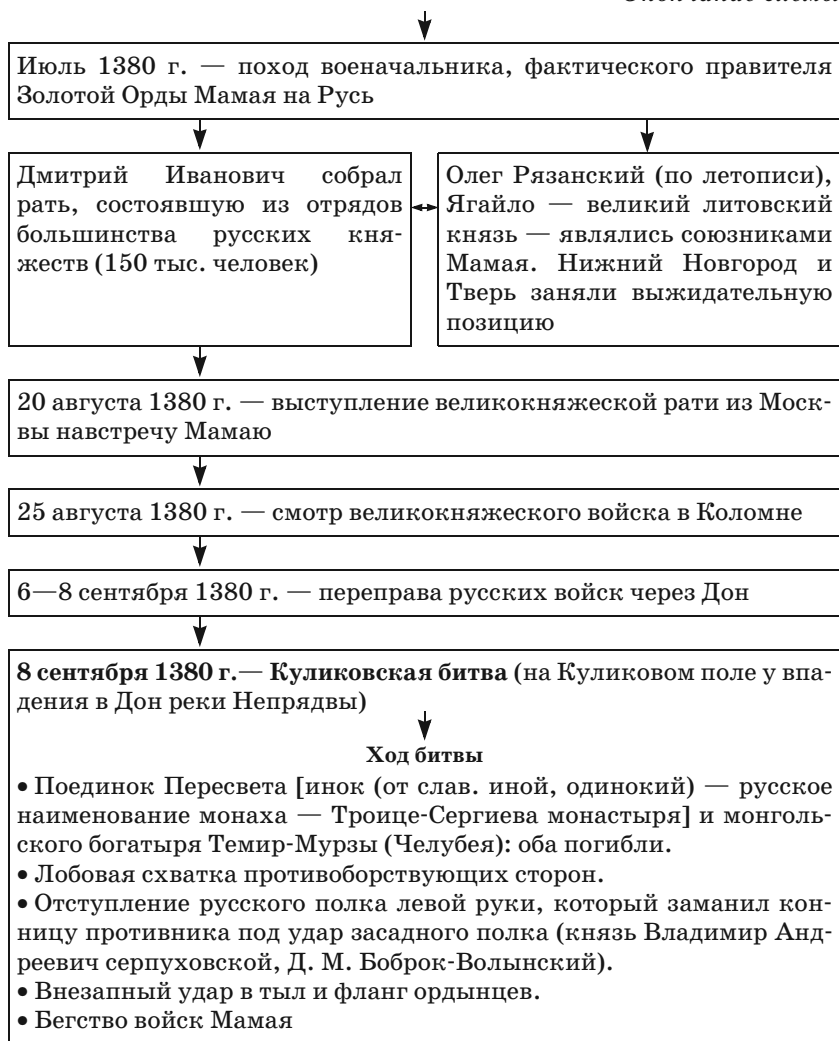 Июль 1380 г. — поход военачальника, фактического правителя
Золотой Орды Мамая на Русь
Дмитрий Иванович собрал
рать, состоявшую из отрядов
большинства русских кня-
жеств (150 тыс. человек)
Олег Рязанский (по летописи),
Ягайло — великий литовский
князь — являлись союзниками
Мамая. Нижний Новгород и
Тверь заняли выжидательную
позицию
20 августа 1380 г. — выступление великокняжеской рати из Моск-
вы навстречу Мамаю
25 августа 1380 г. — смотр великокняжеского войска в Коломне
6—8 сентября 1380 г. — переправа русских войск через Дон
8 сентября 1380 г.— Куликовская битва (на Куликовом поле у впа-
дения в Дон реки Непрядвы)
Ход битвы
• Поединок Пересвета [инок (от слав. иной, одинокий) — русское
наименование монаха — Троице-Сергиева монастыря] и монголь-
ского богатыря Темир-Мурзы (Челубея): оба погибли.
• Лобовая схватка противоборствующих сторон.
• Отступление русского полка левой руки, который заманил кон-
ницу противника под удар засадного полка (князь Владимир Анд-
реевич серпуховской, Д. М. Боброк-Волынский).
• Внезапный удар в тыл и фланг ордынцев.
• Бегство войск Мамая